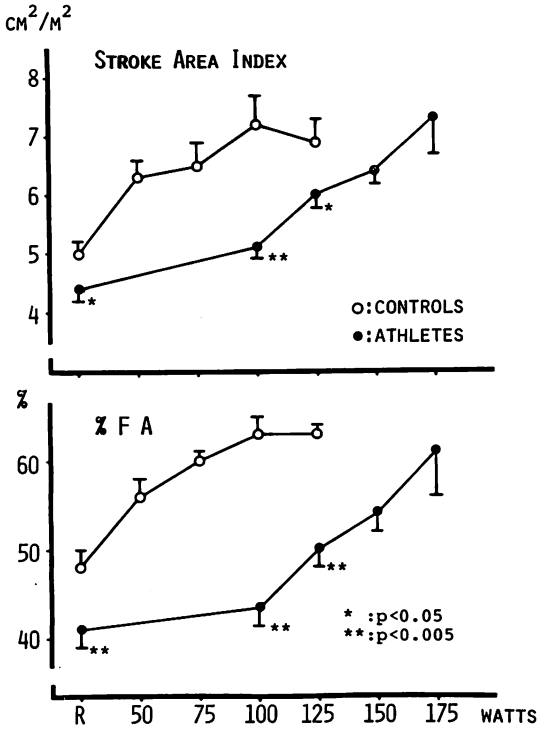 CM²/M²
STROKE AREA INDEX
8
7
6
5
4
*
**
*
○:CONTROLS
●:ATHLETES
%
% F A
60
50
40
**
**
**
* :p<0.05
**:p<0.005
R 50 75 100 125 150 175 WATTS